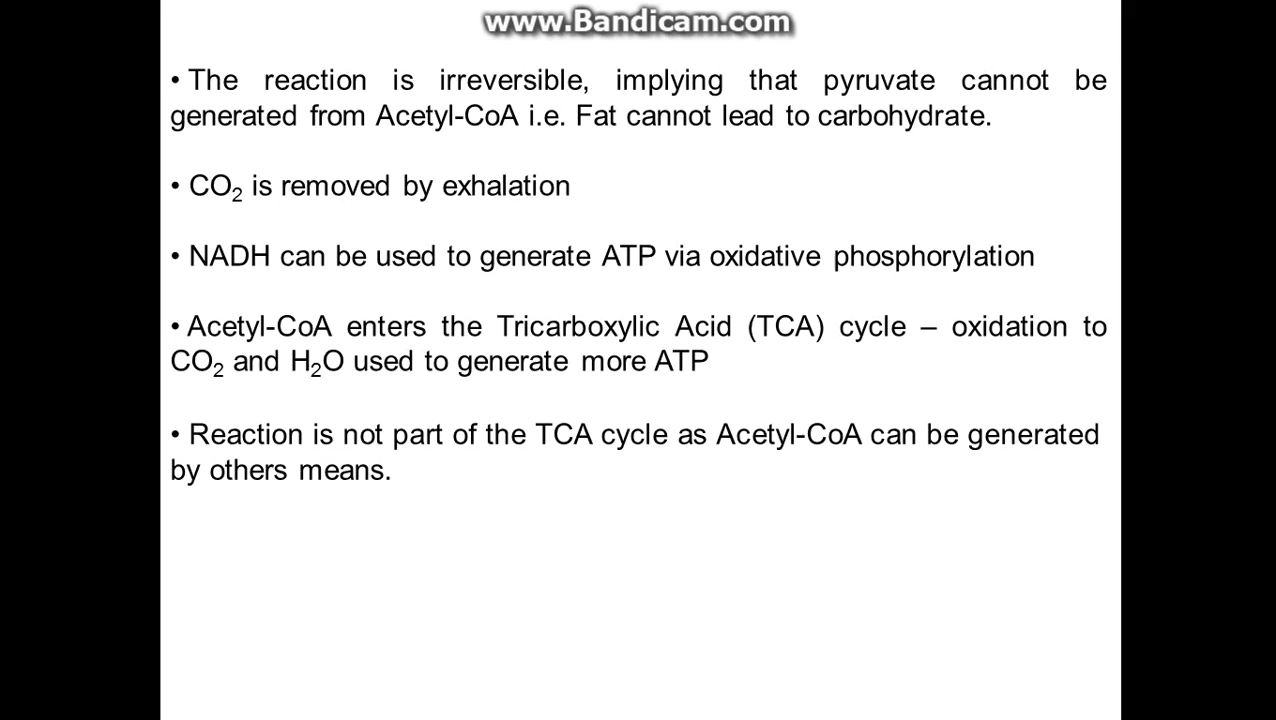 www.Bandicam.com
• The reaction is irreversible, implying that pyruvate cannot be
generated from Acetyl-CoA i.e. Fat cannot lead to carbohydrate.
• CO₂ is removed by exhalation
• NADH can be used to generate ATP via oxidative phosphorylation
• Acetyl-CoA enters the Tricarboxylic Acid (TCA) cycle – oxidation to
CO₂ and H₂O used to generate more ATP
• Reaction is not part of the TCA cycle as Acetyl-CoA can be generated
by others means.